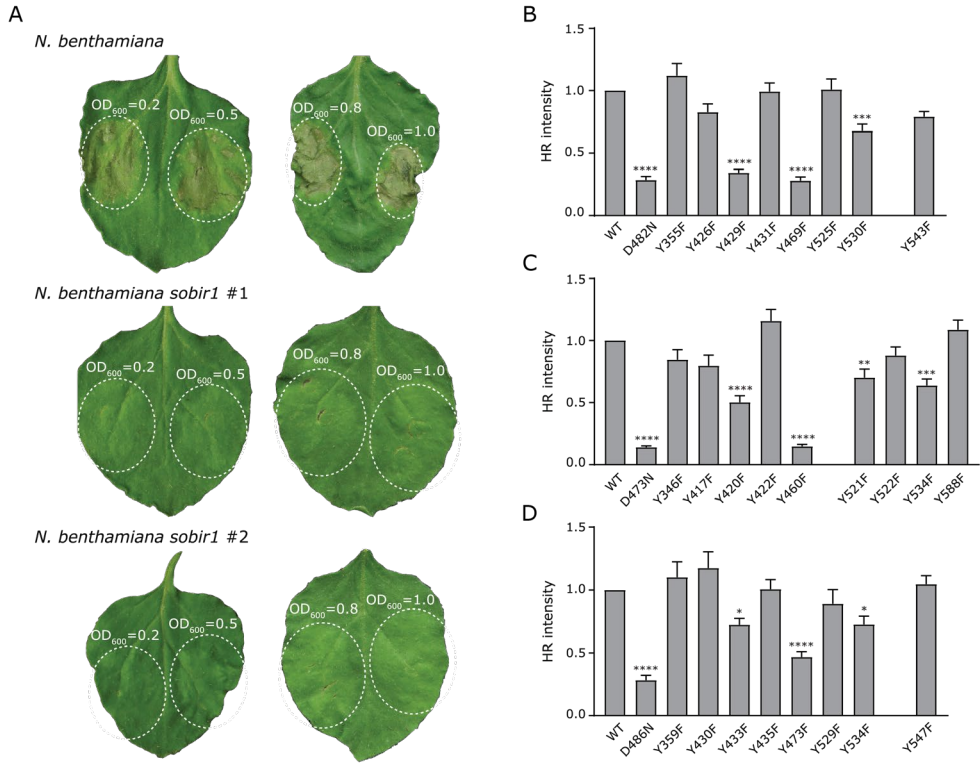 A
N. benthamiana
OD600=0.2
OD600=0.5
OD600=0.8
OD600=1.0
N. benthamiana sobir1 #1
OD600=0.2
OD600=0.5
OD600=0.8
OD600=1.0
N. benthamiana sobir1 #2
OD600=0.2
OD600=0.5
OD600=0.8
OD600=1.0
B
HR intensity
1.5
1.0
0.5
0.0
****
****
****
***
WT D482N Y355F Y426F Y429F Y431F Y469F Y525F Y530F Y543F
C
HR intensity
1.5
1.0
0.5
0.0
****
****
****
**
***
WT D473N Y346F Y417F Y420F Y422F Y460F Y521F Y522F Y534F Y588F
D
HR intensity
1.5
1.0
0.5
0.0
****
*
****
*
WT D486N Y359F Y430F Y433F Y435F Y473F Y529F Y534F Y547F